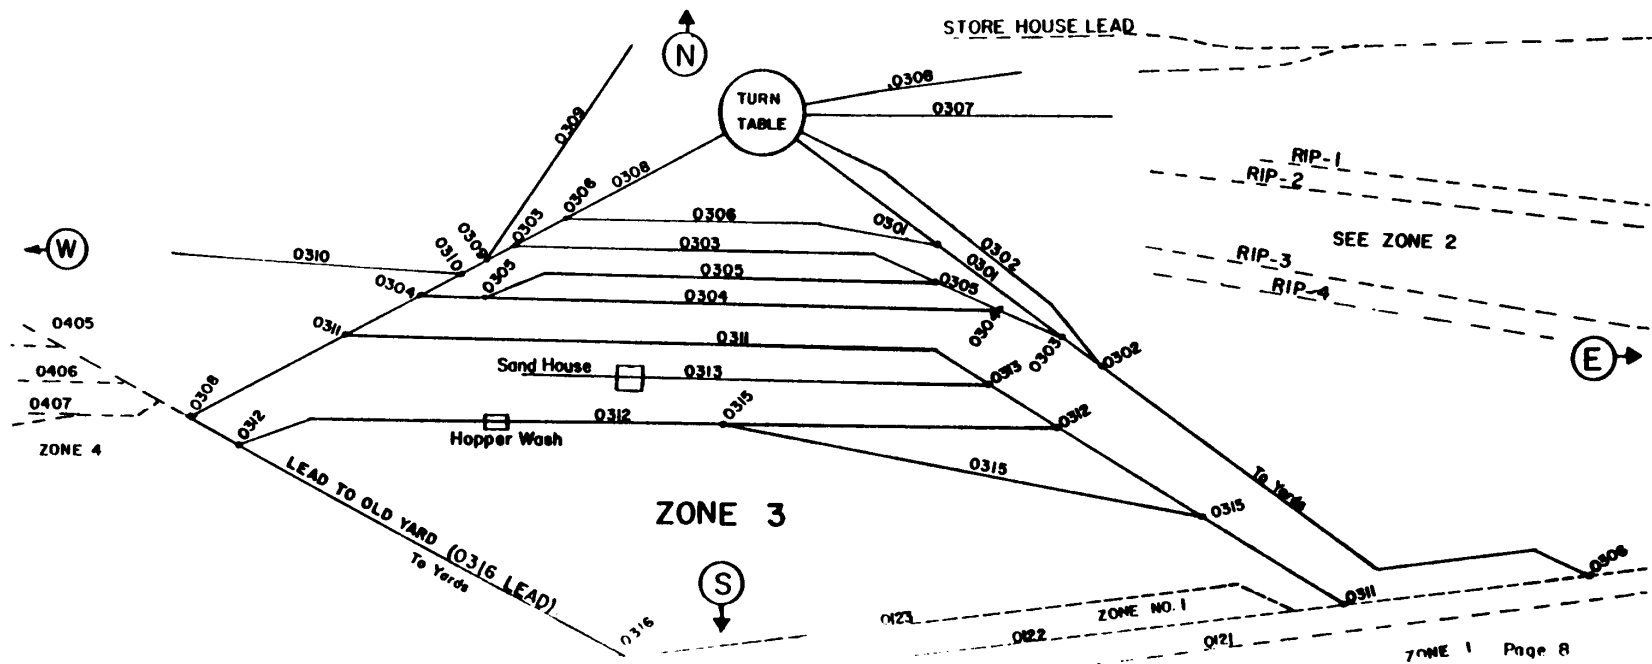 STORE HOUSE LEAD
N
TURN
TABLE
0308
0307
0309
0308
0306
RIP-1
RIP-2
0303
0306
0301
0302
SEE ZONE 2
W
0309
0310
0310
0303
0301
RIP-3
0305
0305
0305
RIP-4
0304
0304
0304
0405
0311
0311
0303
0302
E
0406
Sand House
0313
0313
0407
0308
0312
0315
0312
0312
ZONE 4
Hopper Wash
0315
LEAD TO OLD YARD (0316 LEAD)
To Yards
To Yards
ZONE 3
0315
S
0306
0311
0316
0123
ZONE NO. 1
0122
0121
ZONE 1 Page 8